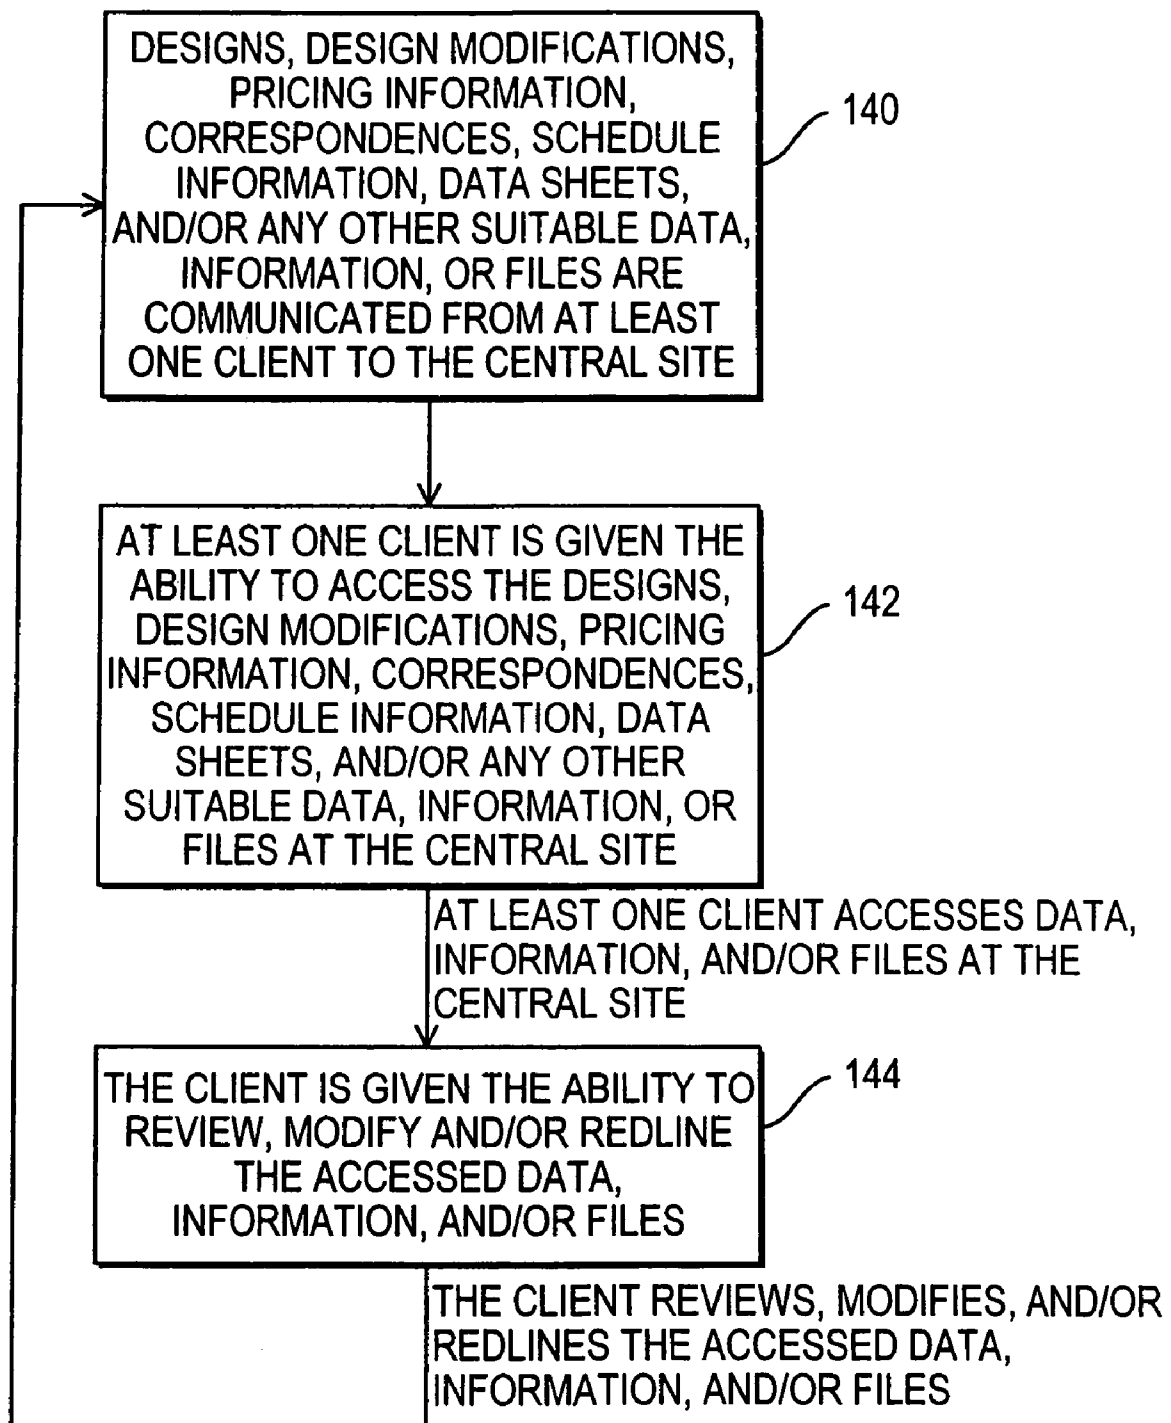 DESIGNS, DESIGN MODIFICATIONS,
PRICING INFORMATION,
CORRESPONDENCES, SCHEDULE
INFORMATION, DATA SHEETS,
AND/OR ANY OTHER SUITABLE DATA,
INFORMATION, OR FILES ARE
COMMUNICATED FROM AT LEAST
ONE CLIENT TO THE CENTRAL SITE
140
AT LEAST ONE CLIENT IS GIVEN THE
ABILITY TO ACCESS THE DESIGNS,
DESIGN MODIFICATIONS, PRICING
INFORMATION, CORRESPONDENCES,
SCHEDULE INFORMATION, DATA
SHEETS, AND/OR ANY OTHER
SUITABLE DATA, INFORMATION, OR
FILES AT THE CENTRAL SITE
142
AT LEAST ONE CLIENT ACCESSES DATA,
INFORMATION, AND/OR FILES AT THE
CENTRAL SITE
THE CLIENT IS GIVEN THE ABILITY TO
REVIEW, MODIFY AND/OR REDLINE
THE ACCESSED DATA,
INFORMATION, AND/OR FILES
144
THE CLIENT REVIEWS, MODIFIES, AND/OR
REDLINES THE ACCESSED DATA,
INFORMATION, AND/OR FILES